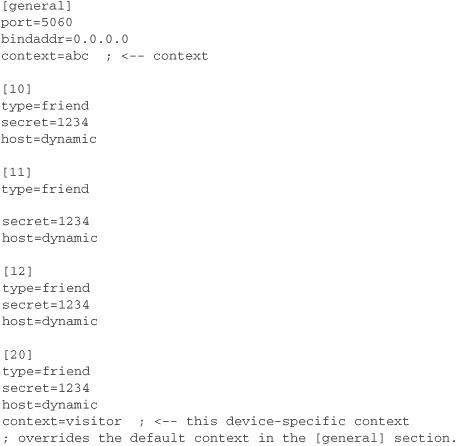 [general]
port=5060
bindaddr=0.0.0.0
context=abc  ; <-- context

[10]
type=friend
secret=1234
host=dynamic

[11]
type=friend

secret=1234
host=dynamic

[12]
type=friend
secret=1234
host=dynamic

[20]
type=friend
secret=1234
host=dynamic
context=visitor  ; <-- this device-specific context
; overrides the default context in the [general] section.